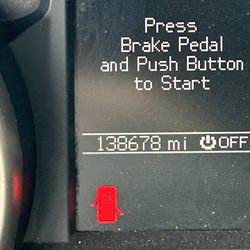 Press
Brake Pedal
and Push Button
to Start
138678 mi OFF